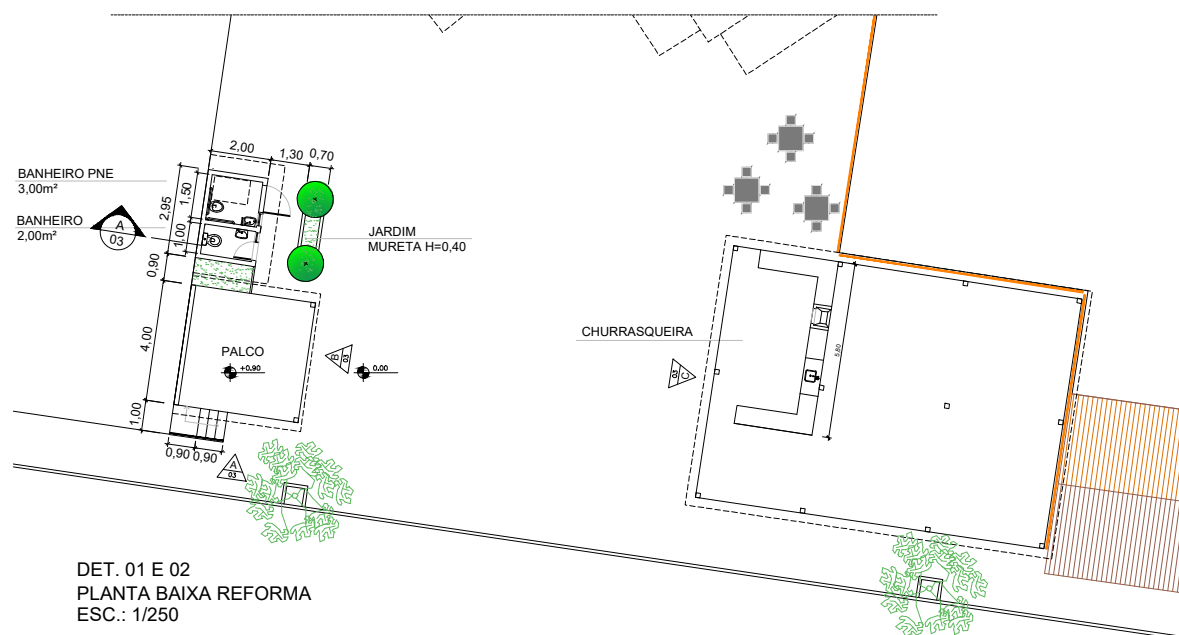 2,00
1,30
0,70
BANHEIRO PNE
3,00m²
1,50
2,95
BANHEIRO
2,00m²
A
03
1,00
JARDIM
MURETA H=0,40
0,90
4,00
PALCO
+0.90
B
03
0.00
1,00
0,90
0,90
A
03
CHURRASQUEIRA
5,80
03
C
DET. 01 E 02
PLANTA BAIXA REFORMA
ESC.: 1/250